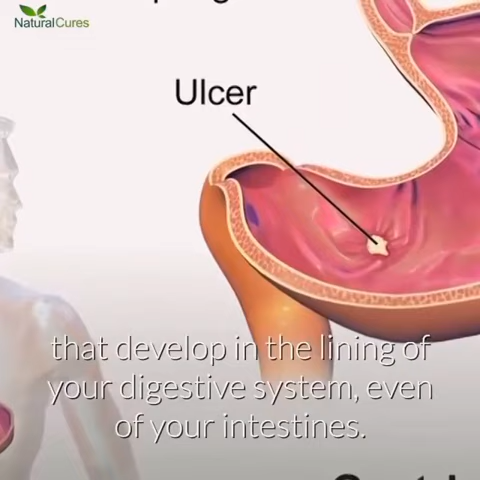 NaturalCures
Ulcer
that develop in the lining of
your digestive system, even
of your intestines.